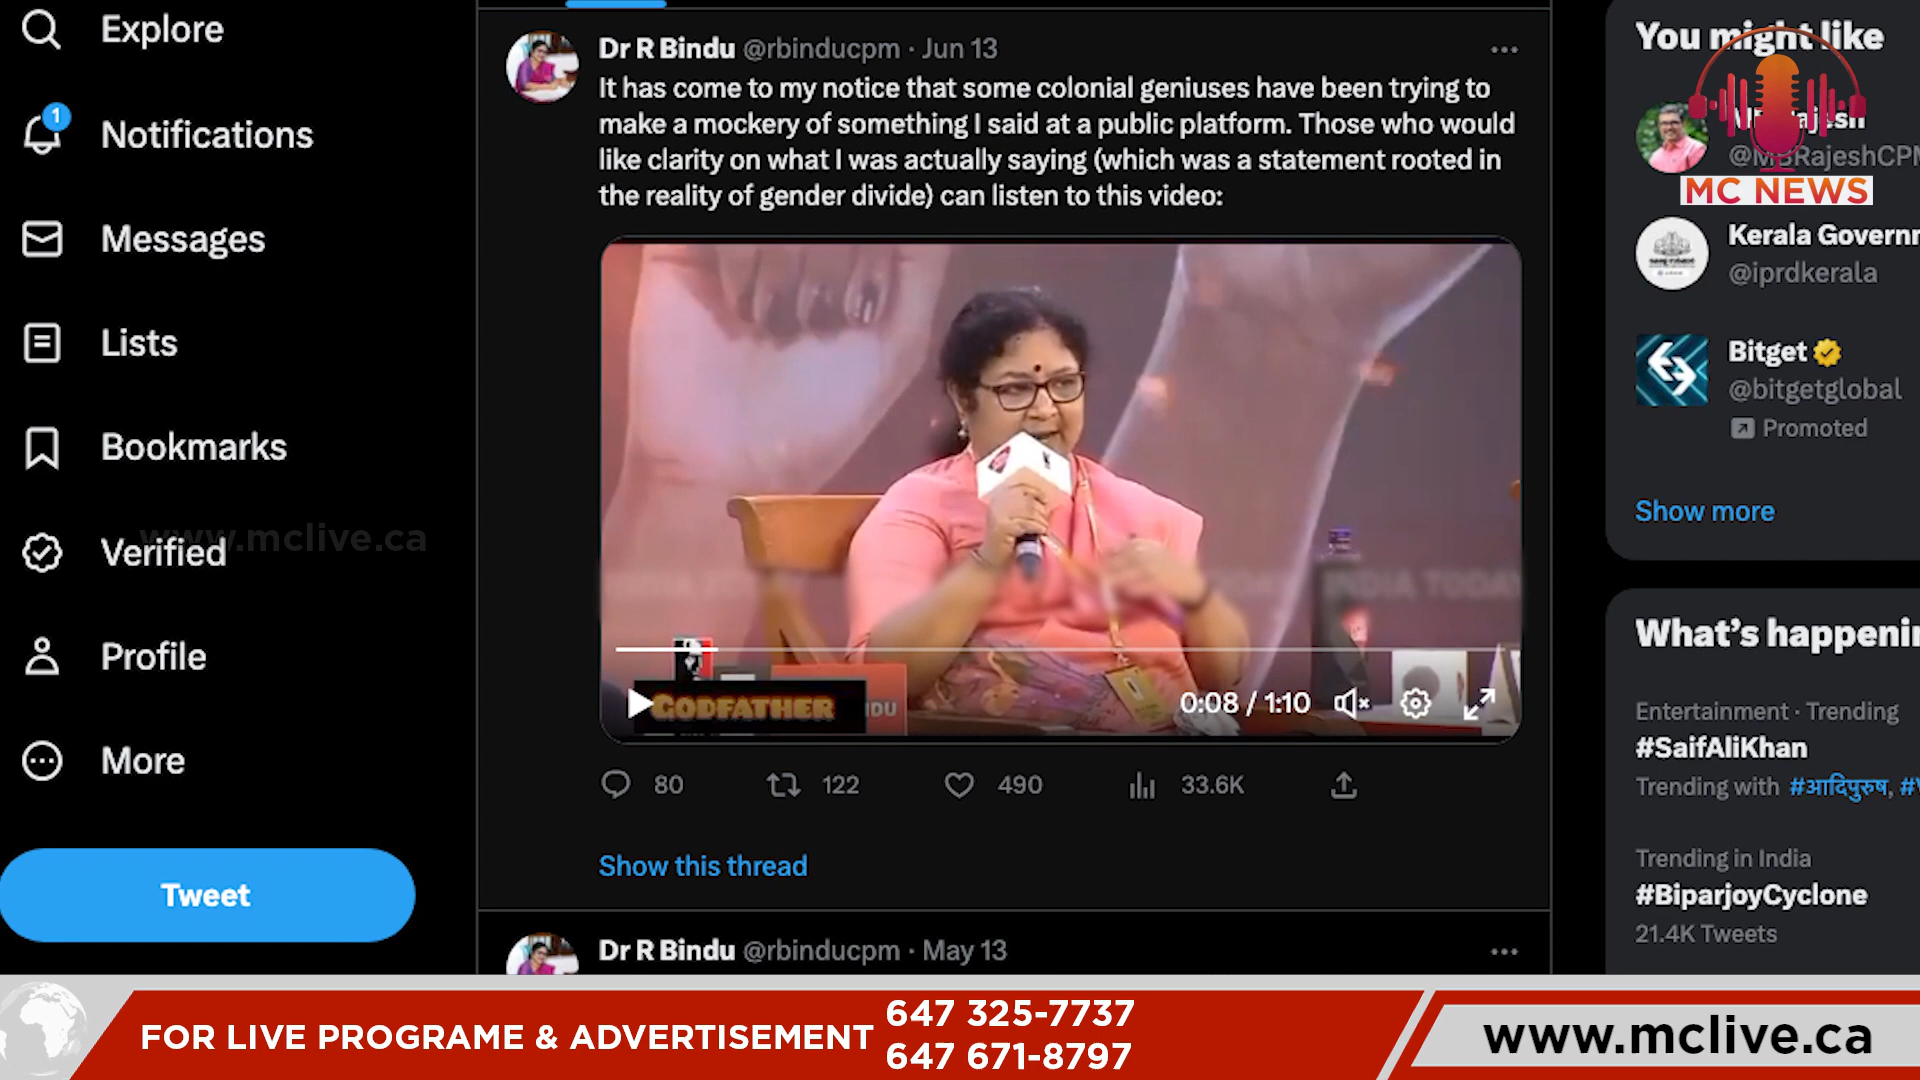 Explore
1
Notifications
Messages
Lists
Bookmarks
Verified
www.mclive.ca
Profile
More
Tweet
Dr R Bindu @rbinducpm · Jun 13
It has come to my notice that some colonial geniuses have been trying to
make a mockery of something I said at a public platform. Those who would
like clarity on what I was actually saying (which was a statement rooted in
the reality of gender divide) can listen to this video:
INDIA TODAY
GODFATHER
0:08 / 1:10
80
122
490
33.6K
Show this thread
Dr R Bindu @rbinducpm · May 13
You might like
@MBRajeshCPM
MC NEWS
Kerala Governm
@iprdkerala
Bitget
@bitgetglobal
Promoted
Show more
What's happenin
Entertainment · Trending
#SaifAliKhan
Trending with #आदिपुरुष,
Trending in India
#BiparjoyCyclone
21.4K Tweets
FOR LIVE PROGRAME & ADVERTISEMENT
647 325-7737
647 671-8797
www.mclive.ca